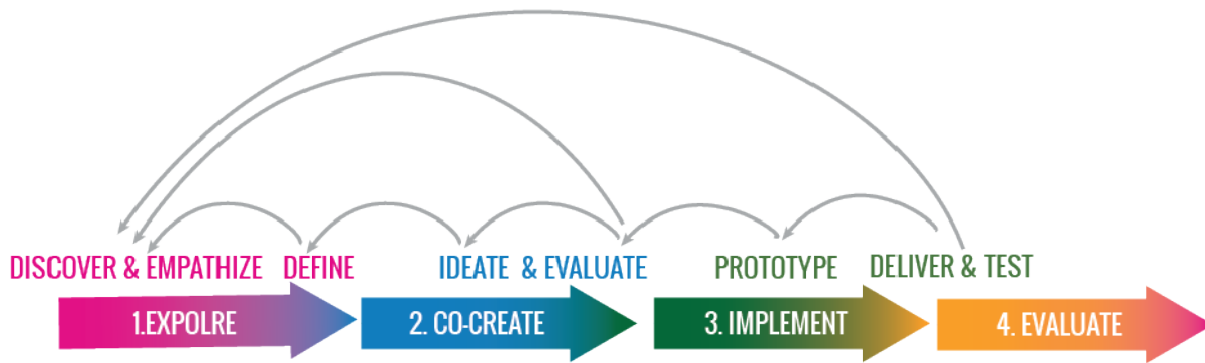 DISCOVER & EMPATHIZE DEFINE IDEATE & EVALUATE PROTOTYPE DELIVER & TEST
1.EXPOLRE 2. CO-CREATE 3. IMPLEMENT 4. EVALUATE